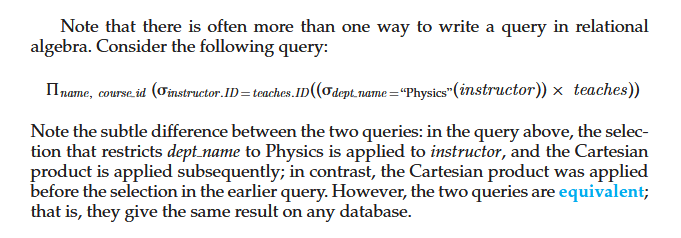 Note that there is often more than one way to write a query in relational
algebra. Consider the following query:
Π name, course_id (σ instructor.ID = teaches.ID((σ dept_name = “Physics”(instructor)) × teaches))
Note the subtle difference between the two queries: in the query above, the selec-
tion that restricts dept_name to Physics is applied to instructor, and the Cartesian
product is applied subsequently; in contrast, the Cartesian product was applied
before the selection in the earlier query. However, the two queries are equivalent;
that is, they give the same result on any database.